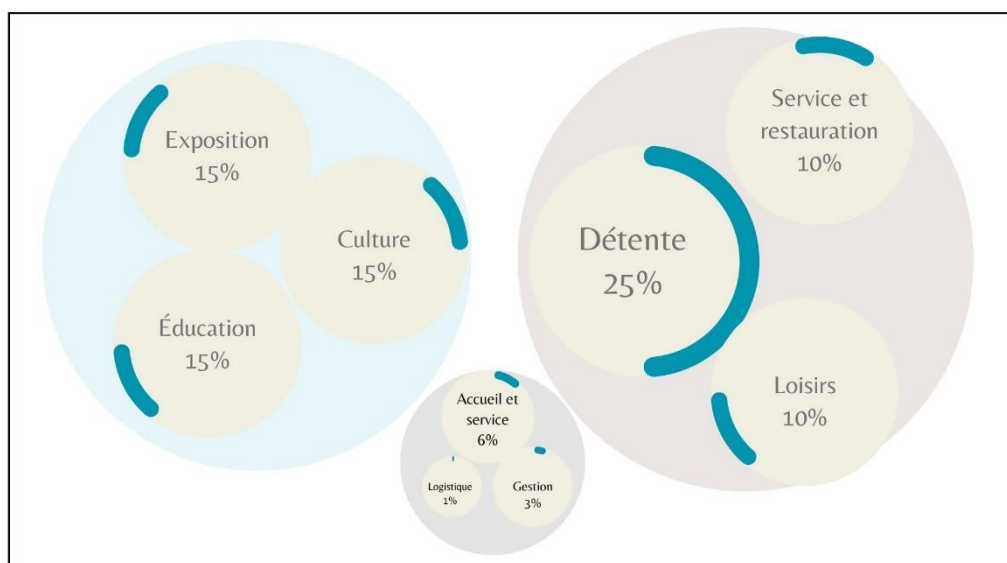 Exposition
15%
Culture
15%
Éducation
15%
Service et
restauration
10%
Détente
25%
Loisirs
10%
Accueil et
service
6%
Logistique
1%
Gestion
3%